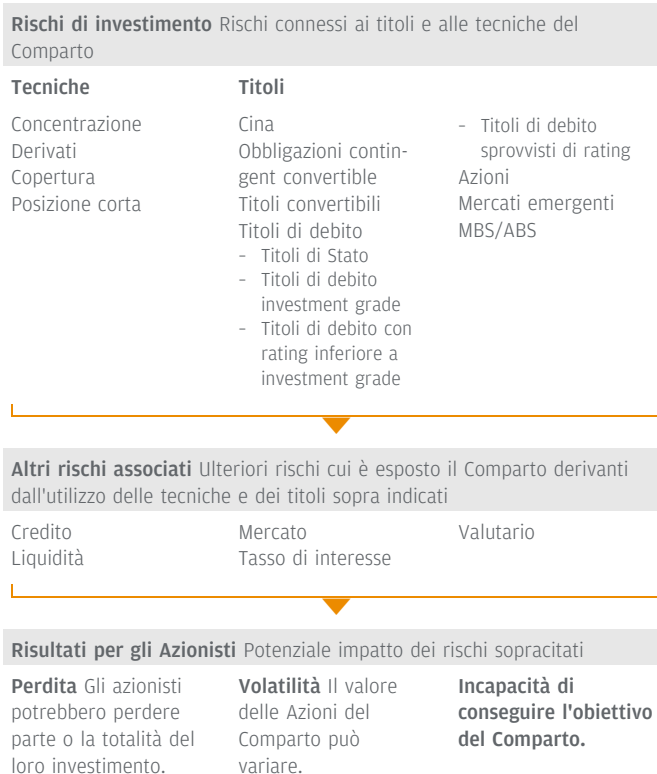 Rischi di investimento Rischi connessi ai titoli e alle tecniche del
Comparto
Tecniche
Concentrazione
Derivati
Copertura
Posizione corta
Titoli
Cina
Obbligazioni contin-
gent convertible
Titoli convertibili
Titoli di debito
– Titoli di Stato
– Titoli di debito
investment grade
– Titoli di debito con
rating inferiore a
investment grade
– Titoli di debito
sprovvisti di rating
Azioni
Mercati emergenti
MBS/ABS
Altri rischi associati Ulteriori rischi cui è esposto il Comparto derivanti
dall'utilizzo delle tecniche e dei titoli sopra indicati
Credito
Liquidità
Mercato
Tasso di interesse
Valutario
Risultati per gli Azionisti Potenziale impatto dei rischi sopracitati
Perdita Gli azionisti
potrebbero perdere
parte o la totalità del
loro investimento.
Volatilità Il valore
delle Azioni del
Comparto può
variare.
Incapacità di
conseguire l'obiettivo
del Comparto.